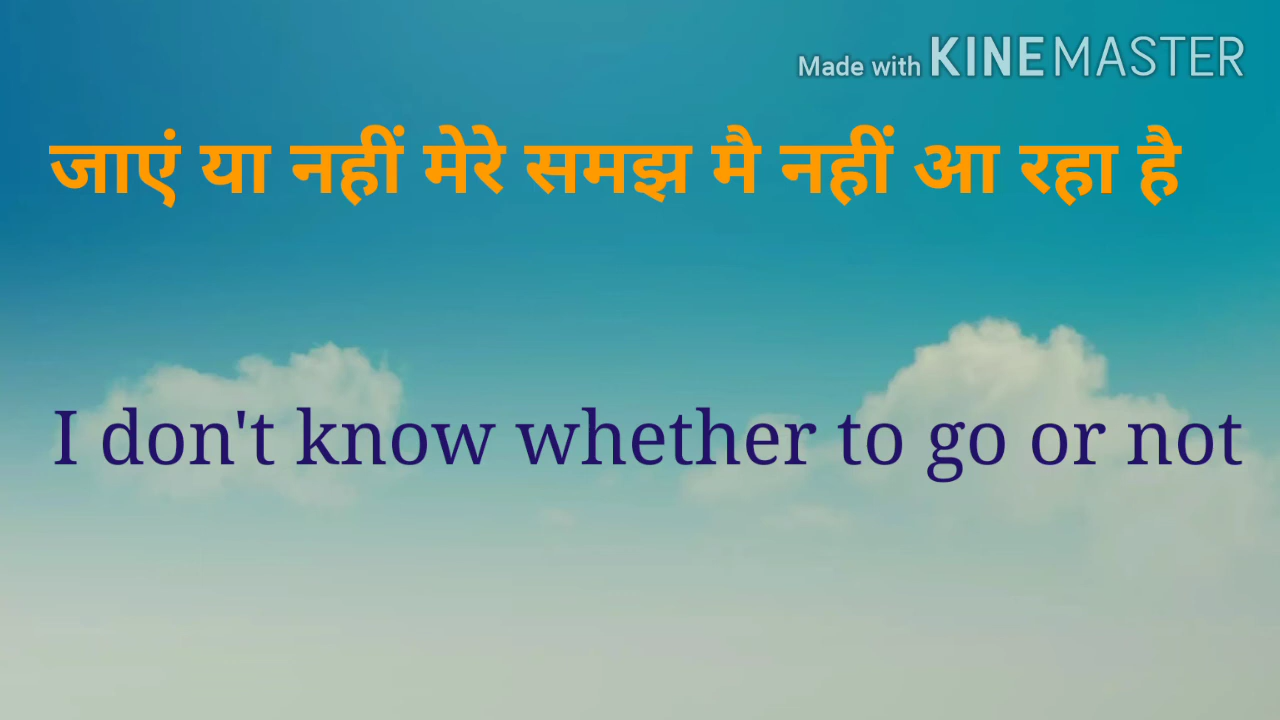 Made with KINEMASTER
जाएं या नहीं मेरे समझ मै नहीं आ रहा है
I don't know whether to go or not